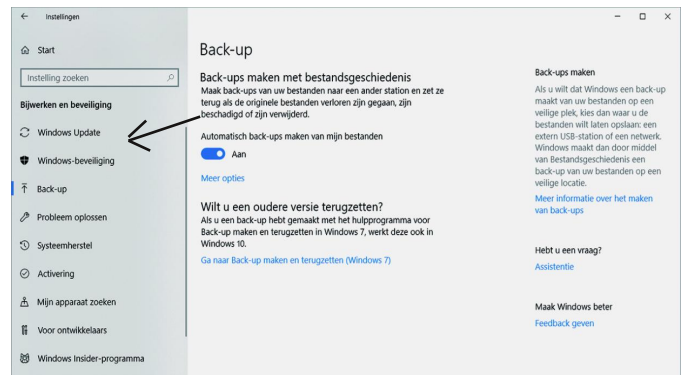 Instellingen
Start
Instelling zoeken
Bijwerken en beveiliging
Windows Update
Windows-beveiliging
Back-up
Probleem oplossen
Systeemherstel
Activering
Mijn apparaat zoeken
Voor ontwikkelaars
Windows Insider-programma
Back-up
Back-ups maken met bestandsgeschiedenis
Maak back-ups van uw bestanden naar een ander station en zet ze
terug als de originele bestanden verloren zijn gegaan, zijn
beschadigd of zijn verwijderd.
Automatisch back-ups maken van mijn bestanden
Aan
Meer opties
Wilt u een oudere versie terugzetten?
Als u een back-up hebt gemaakt met het hulpprogramma voor
Back-up maken en terugzetten in Windows 7, werkt deze ook in
Windows 10.
Ga naar Back-up maken en terugzetten (Windows 7)
Back-ups maken
Als u wilt dat Windows een back-up
maakt van uw bestanden op een
veilige plek, kies dan waar u de
bestanden wilt laten opslaan: een
extern USB-station of een netwerk.
Windows maakt dan door middel
van Bestandsgeschiedenis een
back-up van uw bestanden op een
veilige locatie.
Meer informatie over het maken
van back-ups
Hebt u een vraag?
Assistentie
Maak Windows beter
Feedback geven